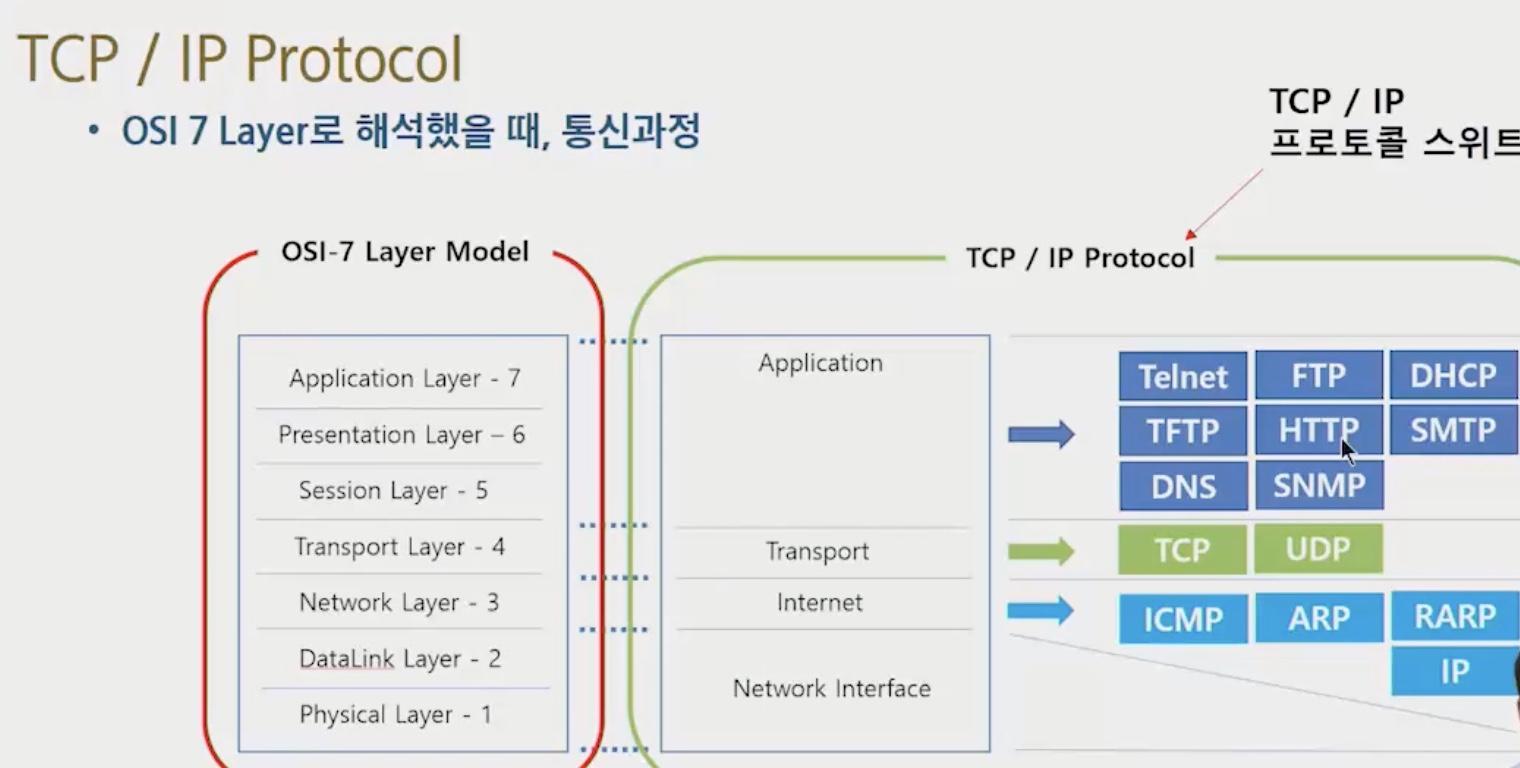 TCP / IP Protocol
• OSI 7 Layer로 해석했을 때, 통신과정
TCP / IP
프로토콜 스위트
OSI-7 Layer Model
Application Layer - 7
Presentation Layer – 6
Session Layer - 5
Transport Layer - 4
Network Layer - 3
DataLink Layer - 2
Physical Layer - 1
TCP / IP Protocol
Application
Transport
Internet
Network Interface
Telnet FTP DHCP
TFTP HTTP SMTP
DNS SNMP
TCP UDP
ICMP ARP RARP
IP